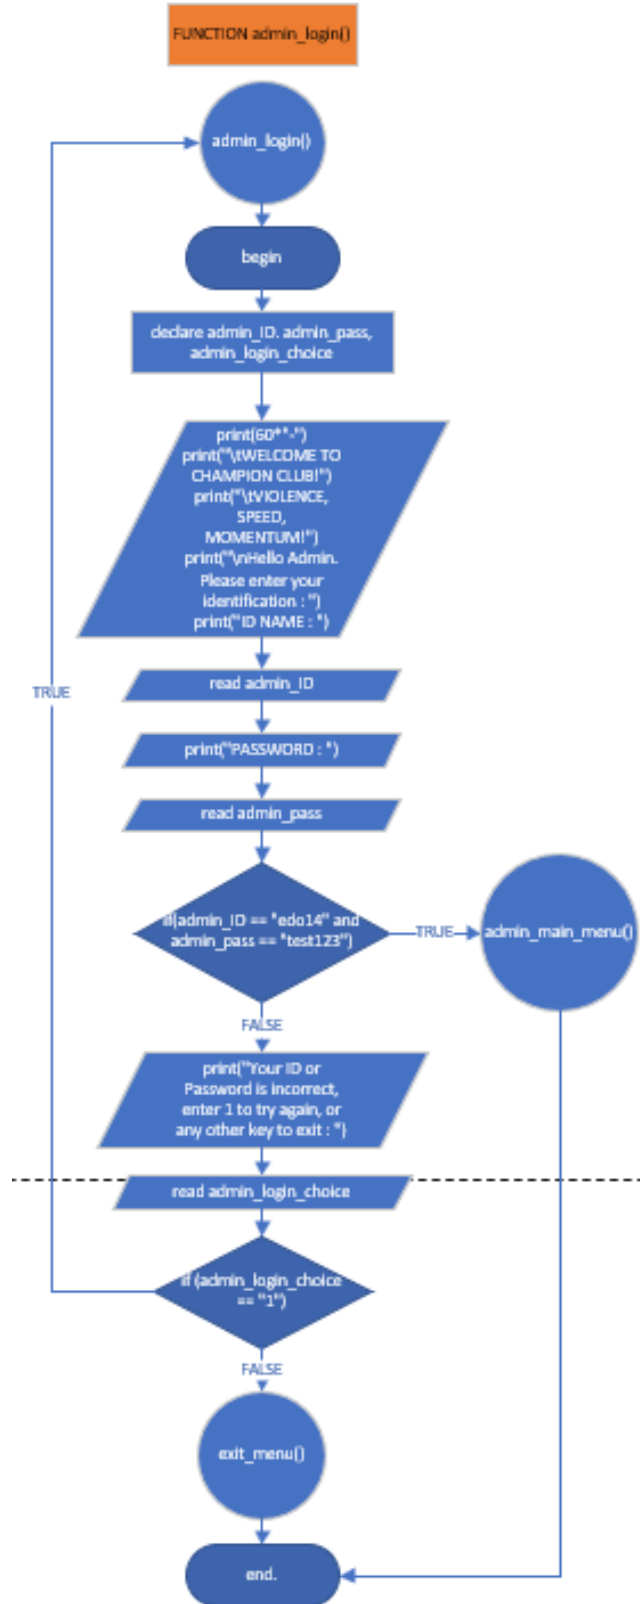 FUNCTION admin_login()
admin_login()
begin
declare admin_ID. admin_pass,
admin_login_choice
print(60*"-")
print("\tWELCOME TO
CHAMPION CLUB!")
print("\tVIOLENCE,
SPEED,
MOMENTUM!")
print("\nHello Admin.
Please enter your
identification : ")
print("ID NAME : ")
TRUE
read admin_ID
print("PASSWORD : ")
read admin_pass
if(admin_ID == "edo14" and
admin_pass == "test123")
TRUE
admin_main_menu()
FALSE
print("Your ID or
Password is incorrect,
enter 1 to try again, or
any other key to exit : ")
read admin_login_choice
if (admin_login_choice
== "1")
FALSE
exit_menu()
end.